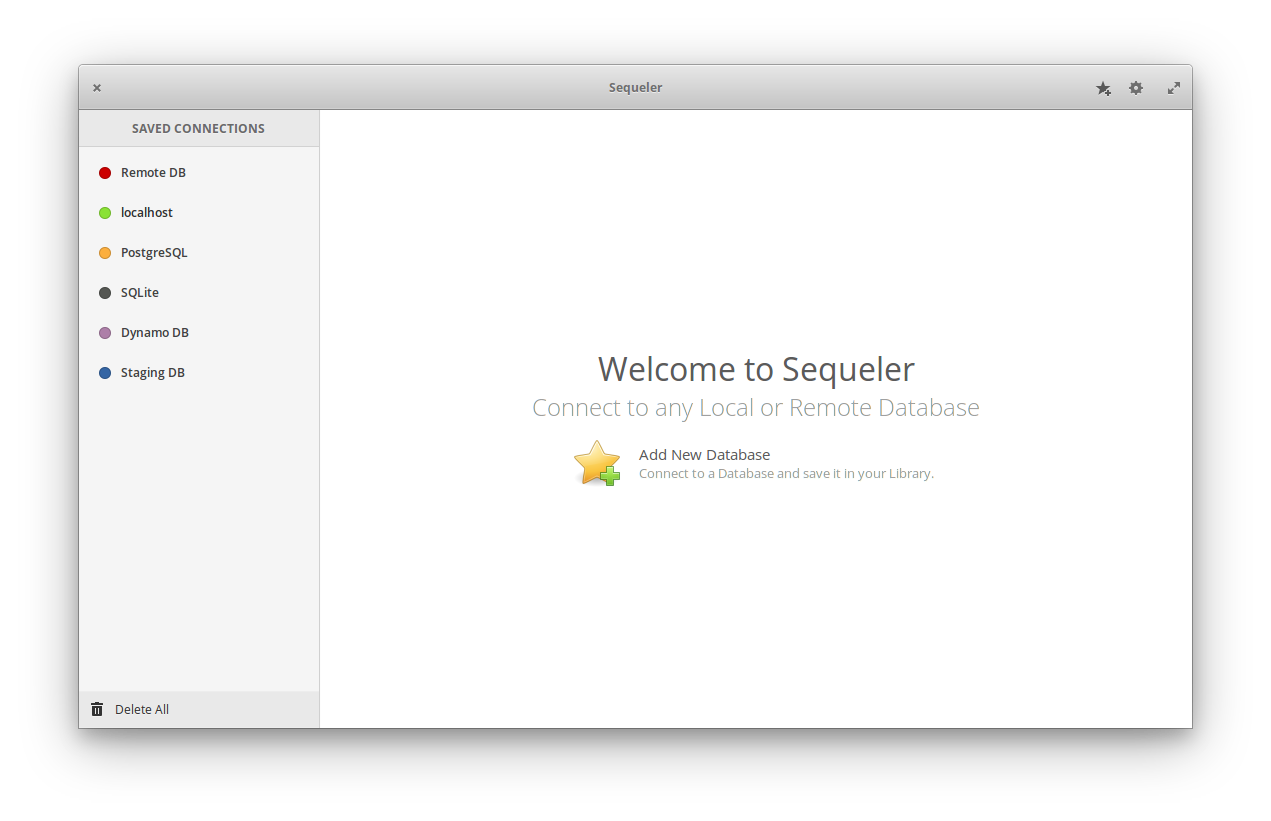 Sequeler
SAVED CONNECTIONS
Remote DB
localhost
PostgreSQL
SQLite
Dynamo DB
Staging DB
Delete All
Welcome to Sequeler
Connect to any Local or Remote Database
Add New Database
Connect to a Database and save it in your Library.